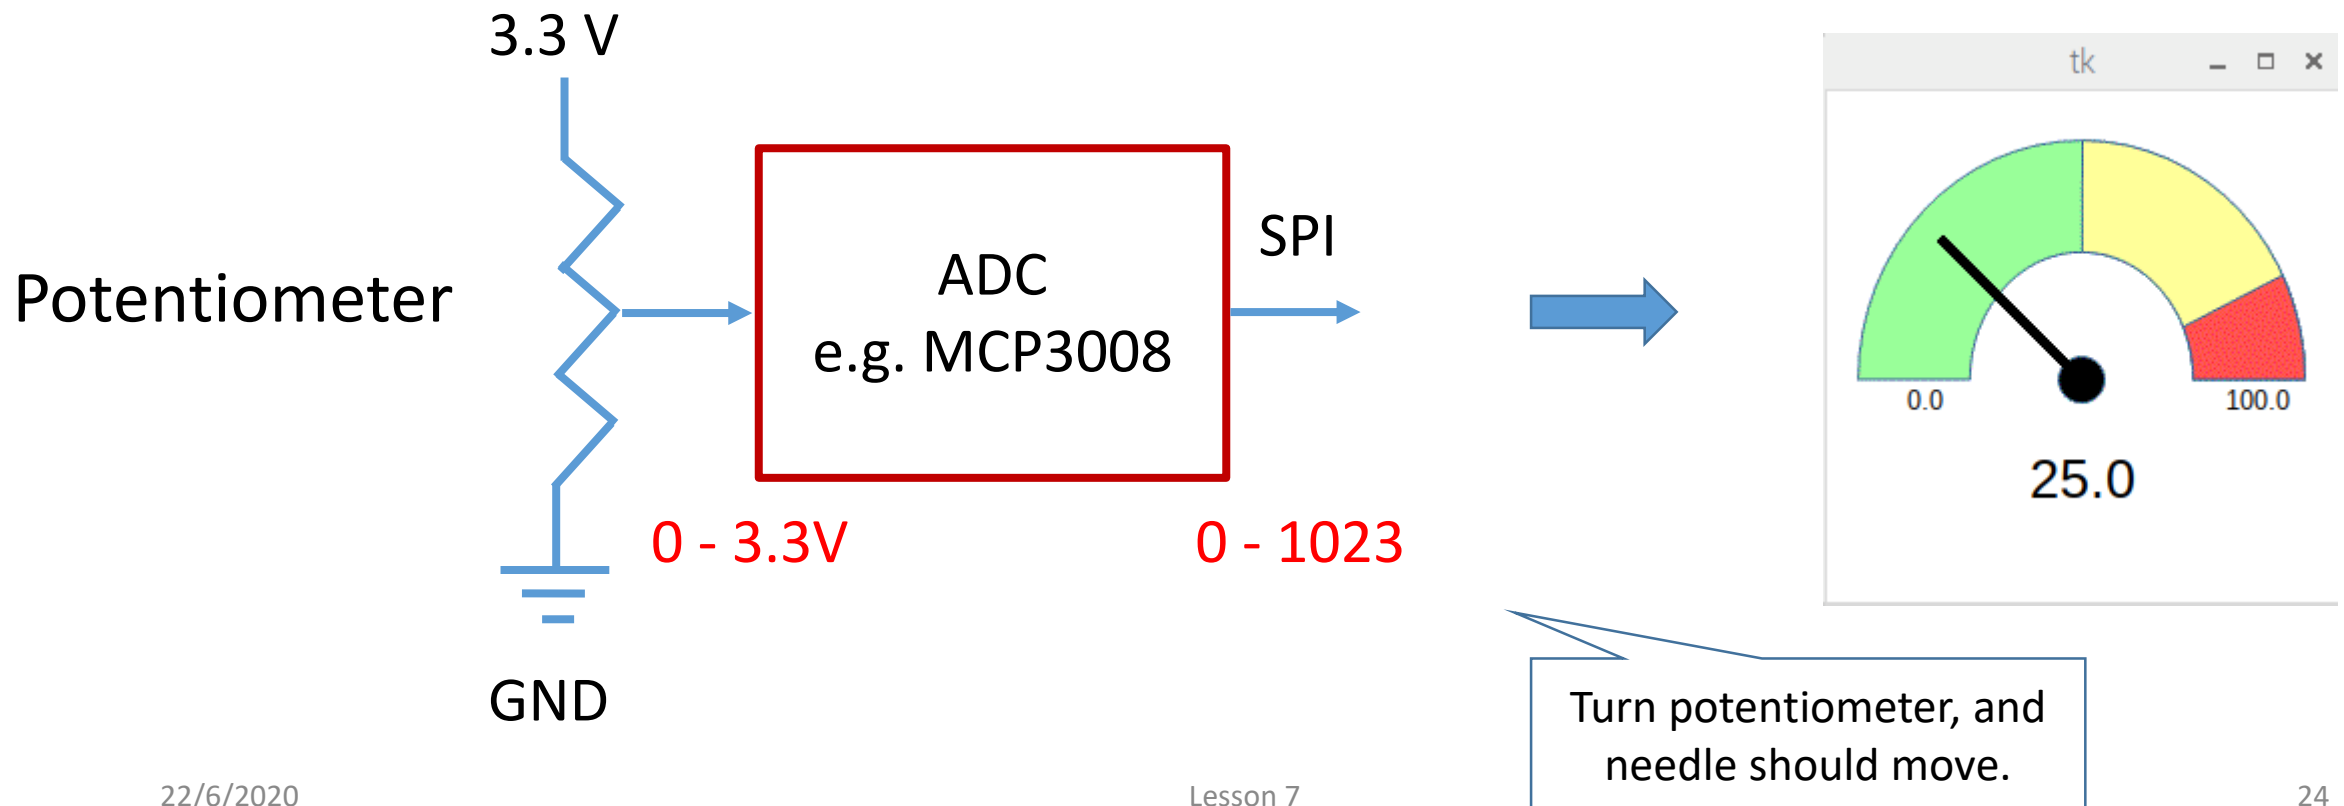 3.3 V
tk
SPI
Potentiometer
ADC
e.g. MCP3008
0.0
100.0
25.0
0 - 3.3V
0 - 1023
GND
Turn potentiometer, and
needle should move.
22/6/2020
Lesson 7
24